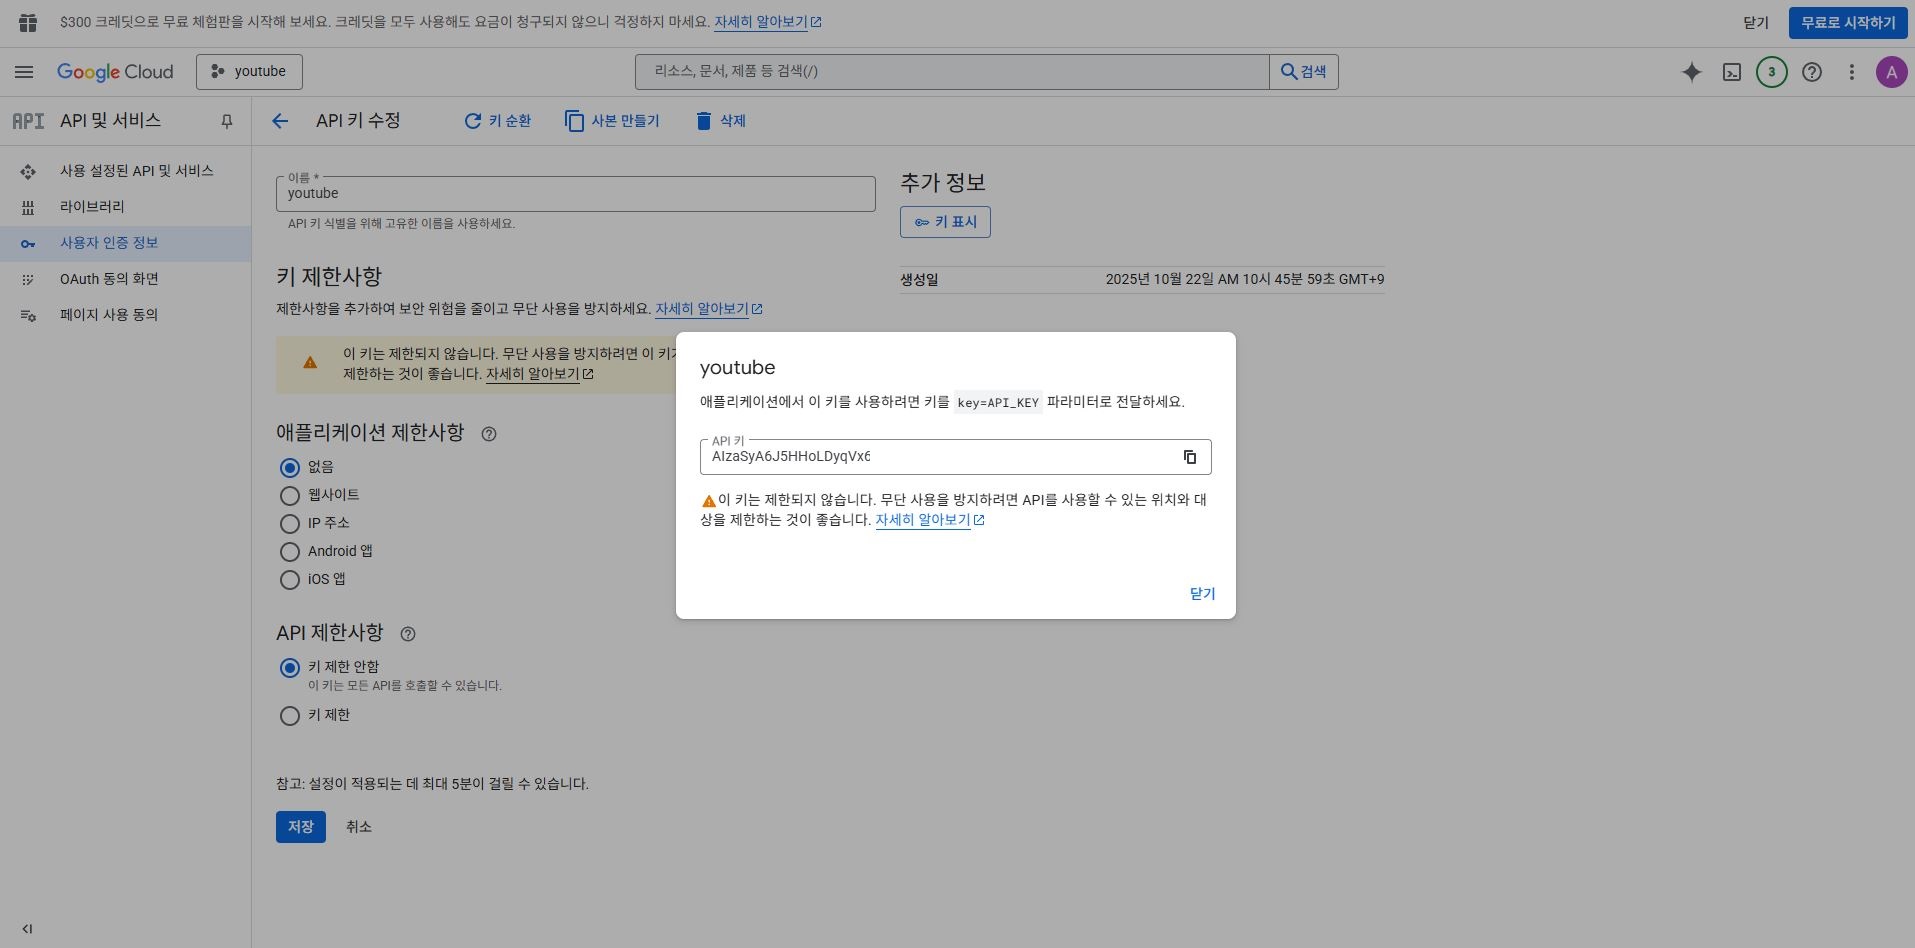 $300 크레딧으로 무료 체험판을 시작해 보세요. 크레딧을 모두 사용해도 요금이 청구되지 않으니 걱정하지 마세요. 자세히 알아보기
닫기
무료로 시작하기
Google Cloud
youtube
리소스, 문서, 제품 등 검색(/)
검색
3
A
API
API 및 서비스
API 키 수정
키 순환
사본 만들기
삭제
사용 설정된 API 및 서비스
라이브러리
사용자 인증 정보
OAuth 동의 화면
페이지 사용 동의
이름 *
youtube
API 키 식별을 위해 고유한 이름을 사용하세요.
추가 정보
키 표시
생성일
2025년 10월 22일 AM 10시 45분 59초 GMT+9
키 제한사항
제한사항을 추가하여 보안 위험을 줄이고 무단 사용을 방지하세요. 자세히 알아보기
이 키는 제한되지 않습니다. 무단 사용을 방지하려면 이 키
제한하는 것이 좋습니다. 자세히 알아보기
애플리케이션 제한사항
없음
웹사이트
IP 주소
Android 앱
iOS 앱
API 제한사항
키 제한 안함
이 키는 모든 API를 호출할 수 있습니다.
키 제한
참고: 설정이 적용되는 데 최대 5분이 걸릴 수 있습니다.
저장
취소
youtube
애플리케이션에서 이 키를 사용하려면 키를 key=API_KEY 파라미터로 전달하세요.
API 키
AIzaSyA6J5HHoLDyqVx6
이 키는 제한되지 않습니다. 무단 사용을 방지하려면 API를 사용할 수 있는 위치와 대
상을 제한하는 것이 좋습니다. 자세히 알아보기
닫기